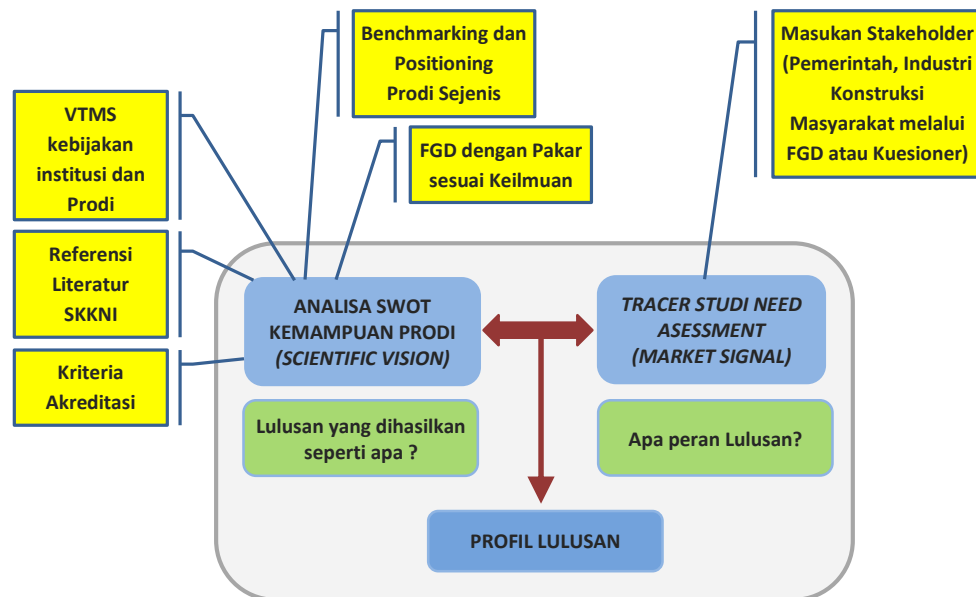 Benchmarking dan
Positioning
Prodi Sejenis
Masukan Stakeholder
(Pemerintah, Industri
Konstruksi
Masyarakat melalui
FGD atau Kuesioner)
VTMS
kebijakan
institusi dan
Prodi
FGD dengan Pakar
sesuai Keilmuan
Referensi
Literatur
SKKNI
Kriteria
Akreditasi
ANALISA SWOT
KEMAMPUAN PRODI
(SCIENTIFIC VISION)
TRACER STUDI NEED
ASESSMENT
(MARKET SIGNAL)
Lulusan yang dihasilkan
seperti apa ?
Apa peran Lulusan?
PROFIL LULUSAN